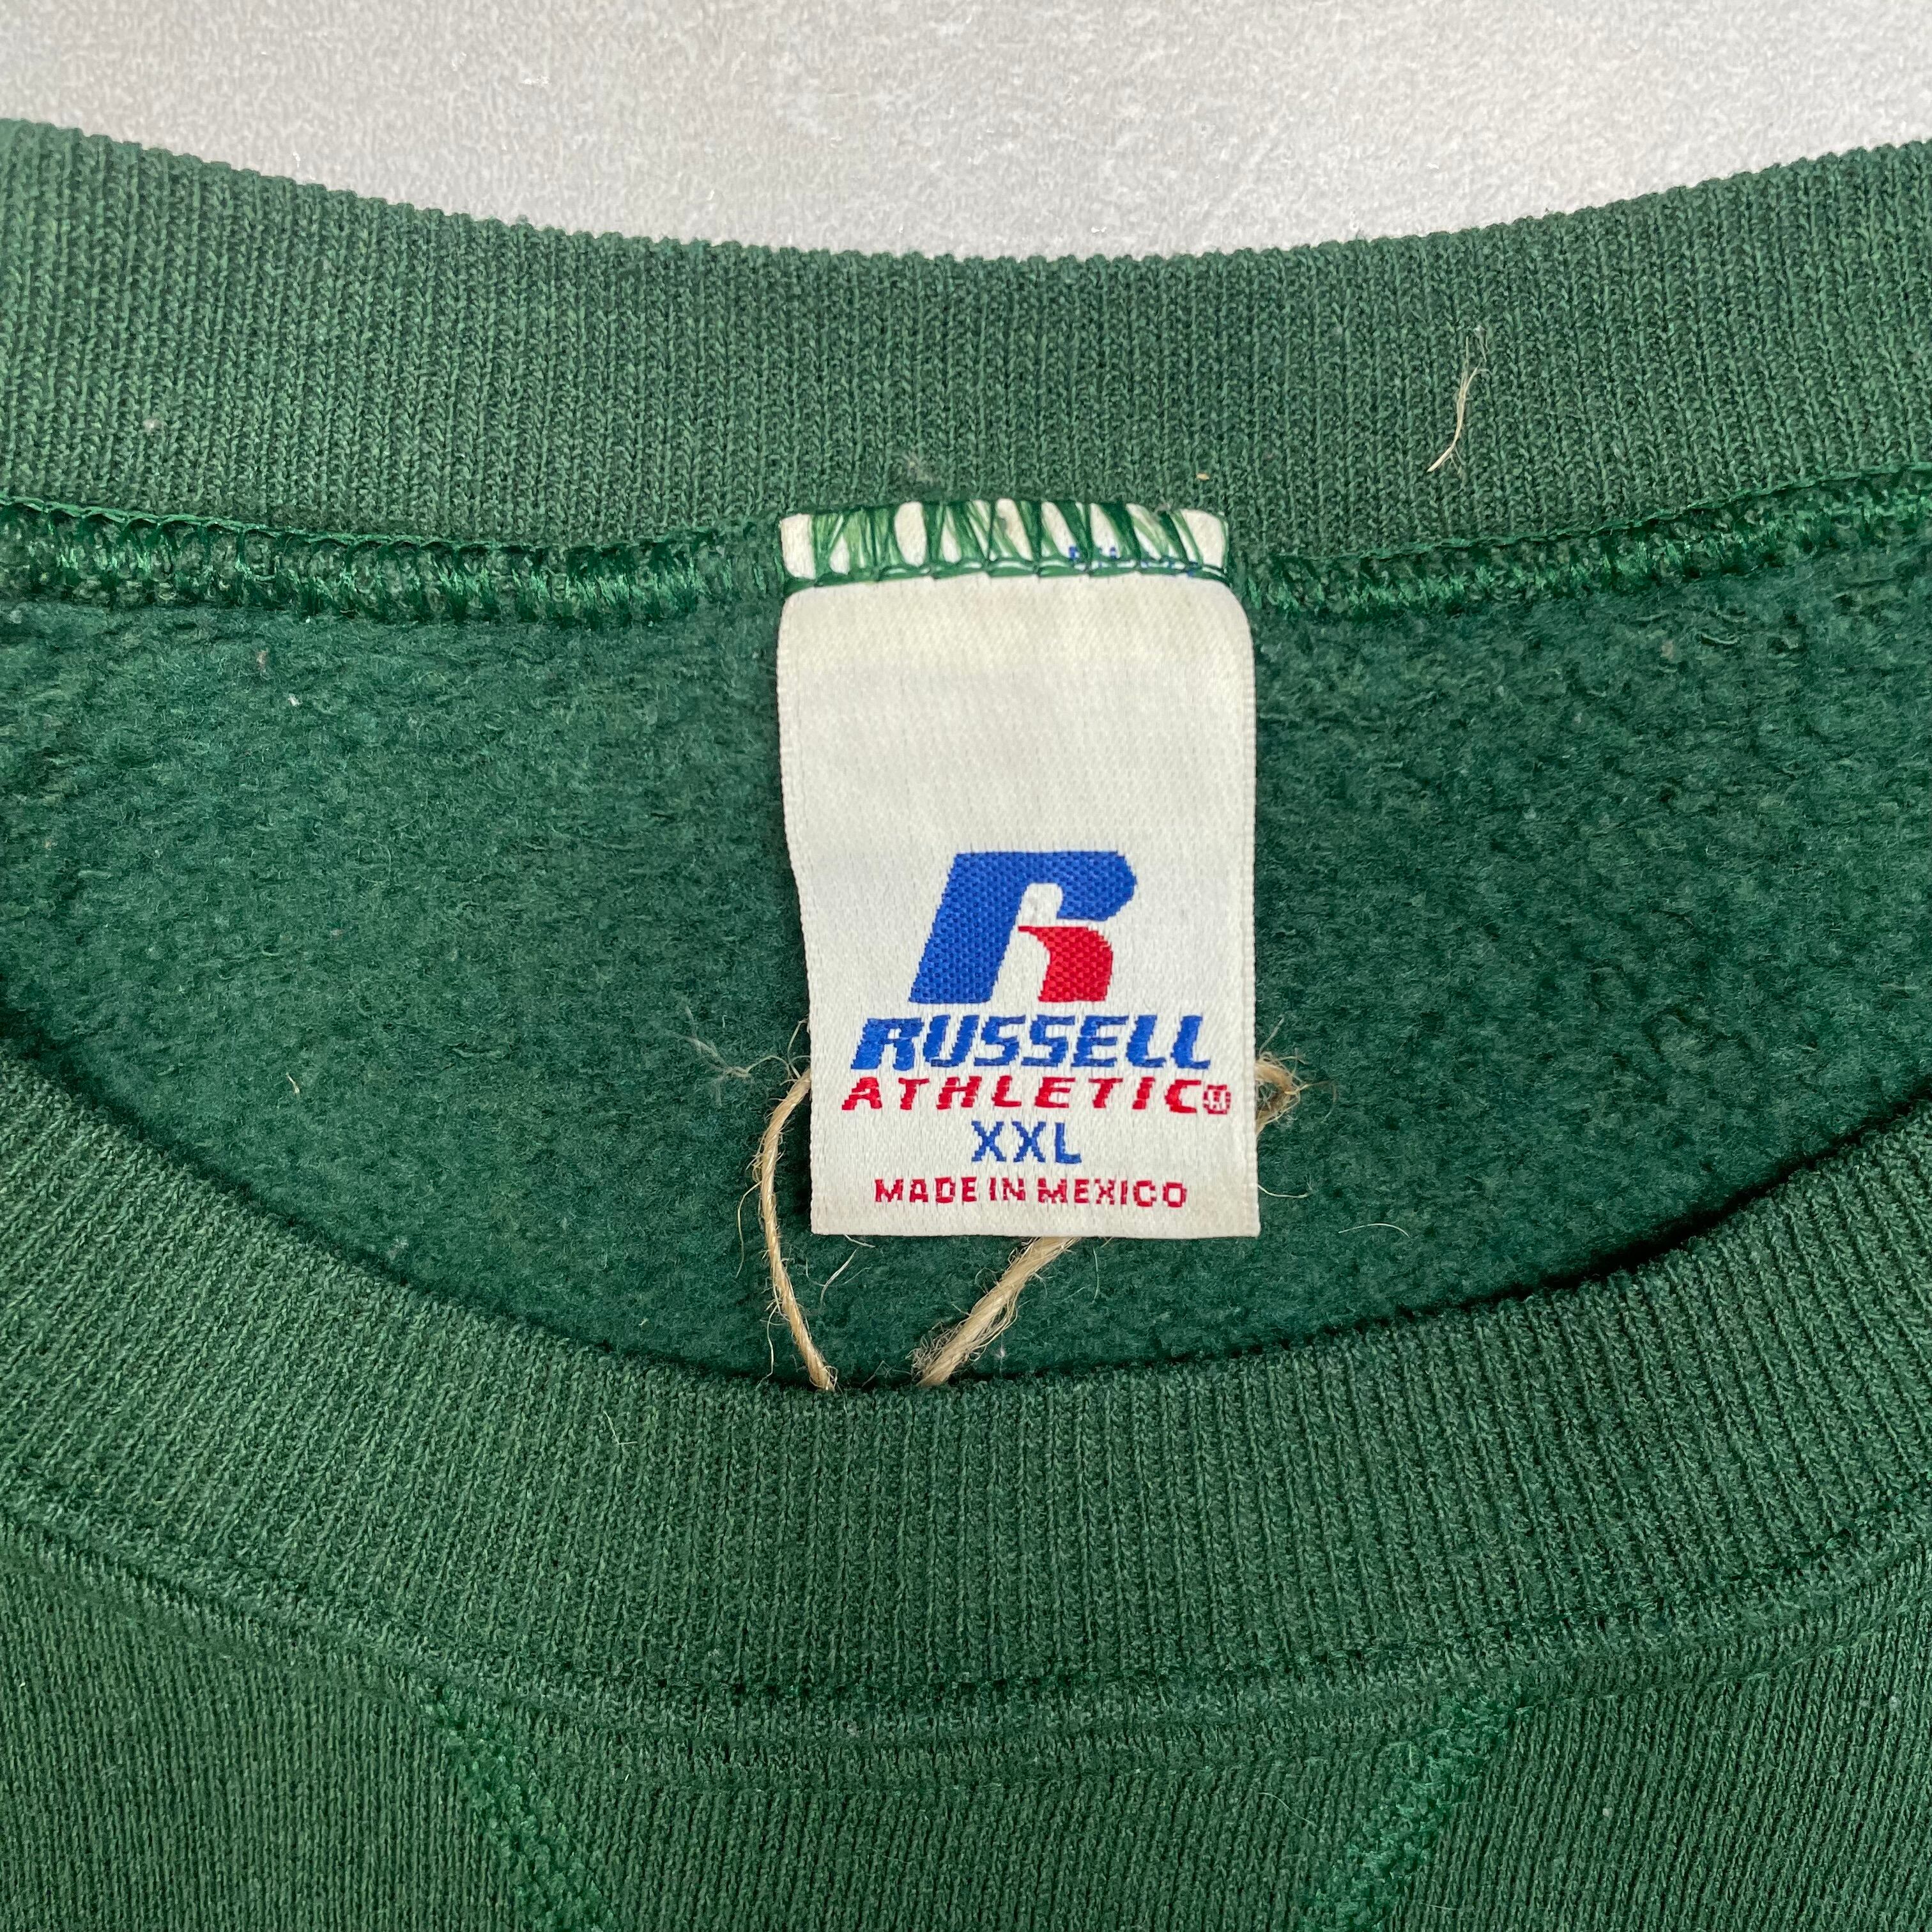 R
RUSSELL
ATHLETIC®
XXL
MADE IN MEXICO